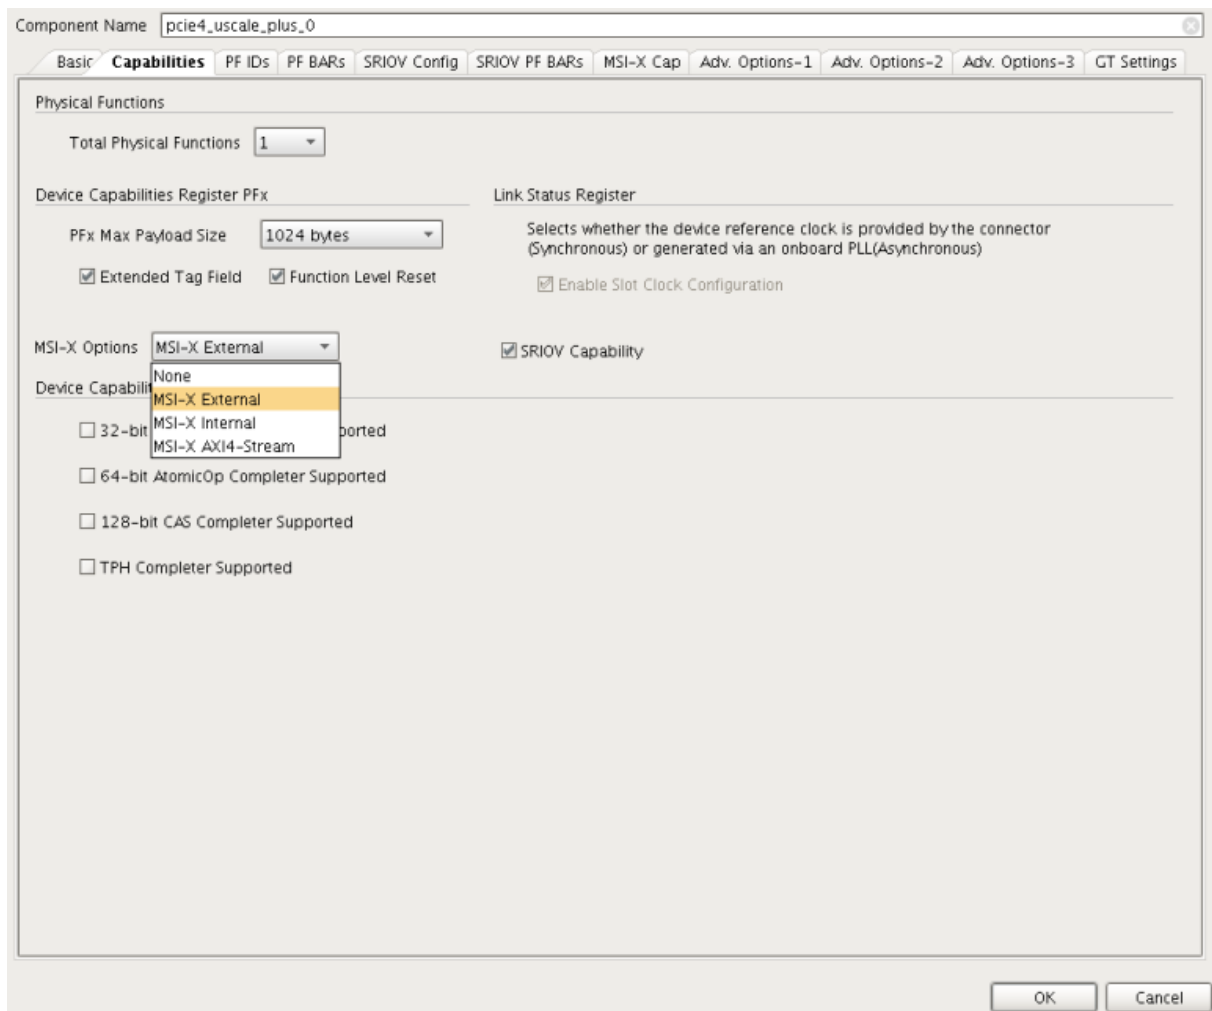 Component Name pcie4_uscale_plus_0
Basic Capabilities PF IDs PF BARs SRIOV Config SRIOV PF BARs MSI-X Cap Adv. Options-1 Adv. Options-2 Adv. Options-3 GT Settings
Physical Functions
Total Physical Functions 1
Device Capabilities Register PFx
PFx Max Payload Size 1024 bytes
Extended Tag Field Function Level Reset
Link Status Register
Selects whether the device reference clock is provided by the connector
(Synchronous) or generated via an onboard PLL(Asynchronous)
Enable Slot Clock Configuration
MSI-X Options MSI-X External
SRIOV Capability
None
MSI-X External
MSI-X Internal
MSI-X AXI4-Stream
Device Capabilit
32-bit ported
64-bit AtomicOp Completer Supported
128-bit CAS Completer Supported
TPH Completer Supported
OK Cancel